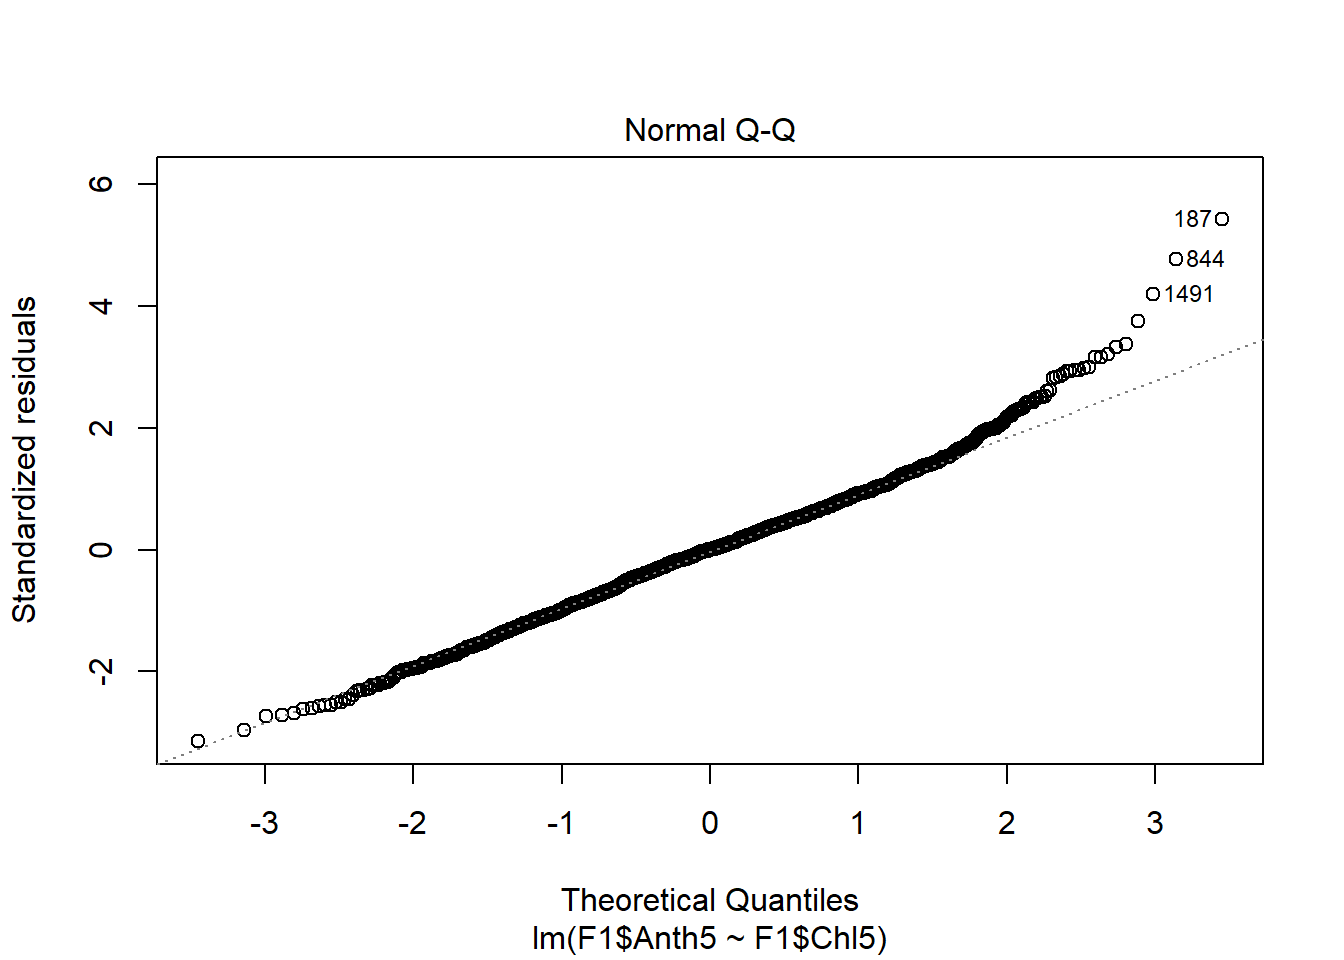 Normal Q-Q
Standardized residuals
6
4
2
0
-2
187
844
1491
-3 -2 -1 0 1 2 3
Theoretical Quantiles
lm(F1$Anth5 ~ F1$Chl5)